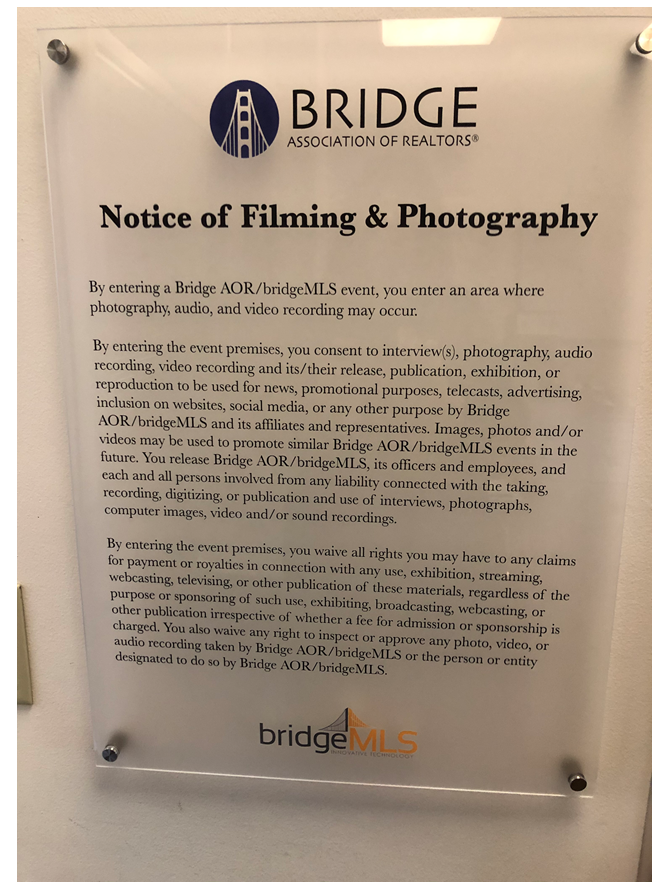 BRIDGE
ASSOCIATION OF REALTORS®
Notice of Filming & Photography
By entering a Bridge AOR/bridgeMLS event, you enter an area where
photography, audio, and video recording may occur.
By entering the event premises, you consent to interview(s), photography, audio
recording, video recording and its/their release, publication, exhibition, or
reproduction to be used for news, promotional purposes, telecasts, advertising,
inclusion on websites, social media, or any other purpose by Bridge
AOR/bridgeMLS and its affiliates and representatives. Images, photos and/or
videos may be used to promote similar Bridge AOR/bridgeMLS events in the
future. You release Bridge AOR/bridgeMLS, its officers and employees, and
each and all persons involved from any liability connected with the taking,
recording, digitizing, or publication and use of interviews, photographs,
computer images, video and/or sound recordings.
By entering the event premises, you waive all rights you may have to any claims
for payment or royalties in connection with any use, exhibition, streaming,
webcasting, televising, or other publication of these materials, regardless of the
purpose or sponsoring of such use, exhibiting, broadcasting, webcasting, or
other publication irrespective of whether a fee for admission or sponsorship is
charged. You also waive any right to inspect or approve any photo, video, or
audio recording taken by Bridge AOR/bridgeMLS or the person or entity
designated to do so by Bridge AOR/bridgeMLS.
bridgeMLS
INNOVATIVE TECHNOLOGY